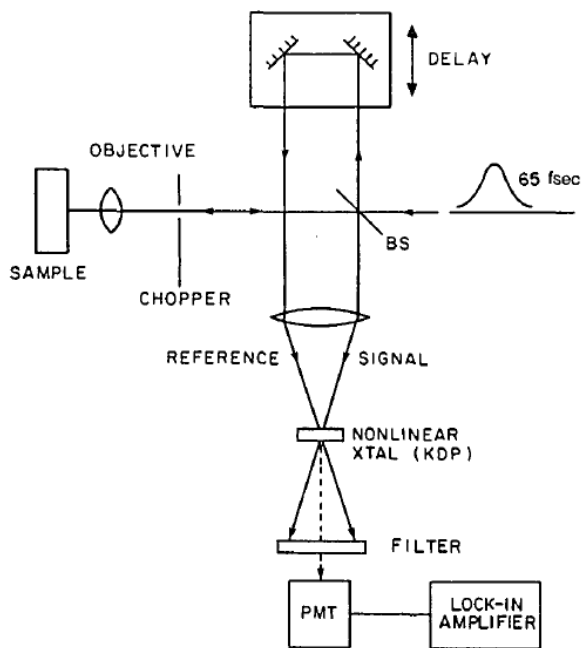 DELAY
OBJECTIVE
65 fsec
BS
SAMPLE
CHOPPER
REFERENCE
SIGNAL
NONLINEAR
XTAL (KDP)
FILTER
PMT
LOCK-IN
AMPLIFIER